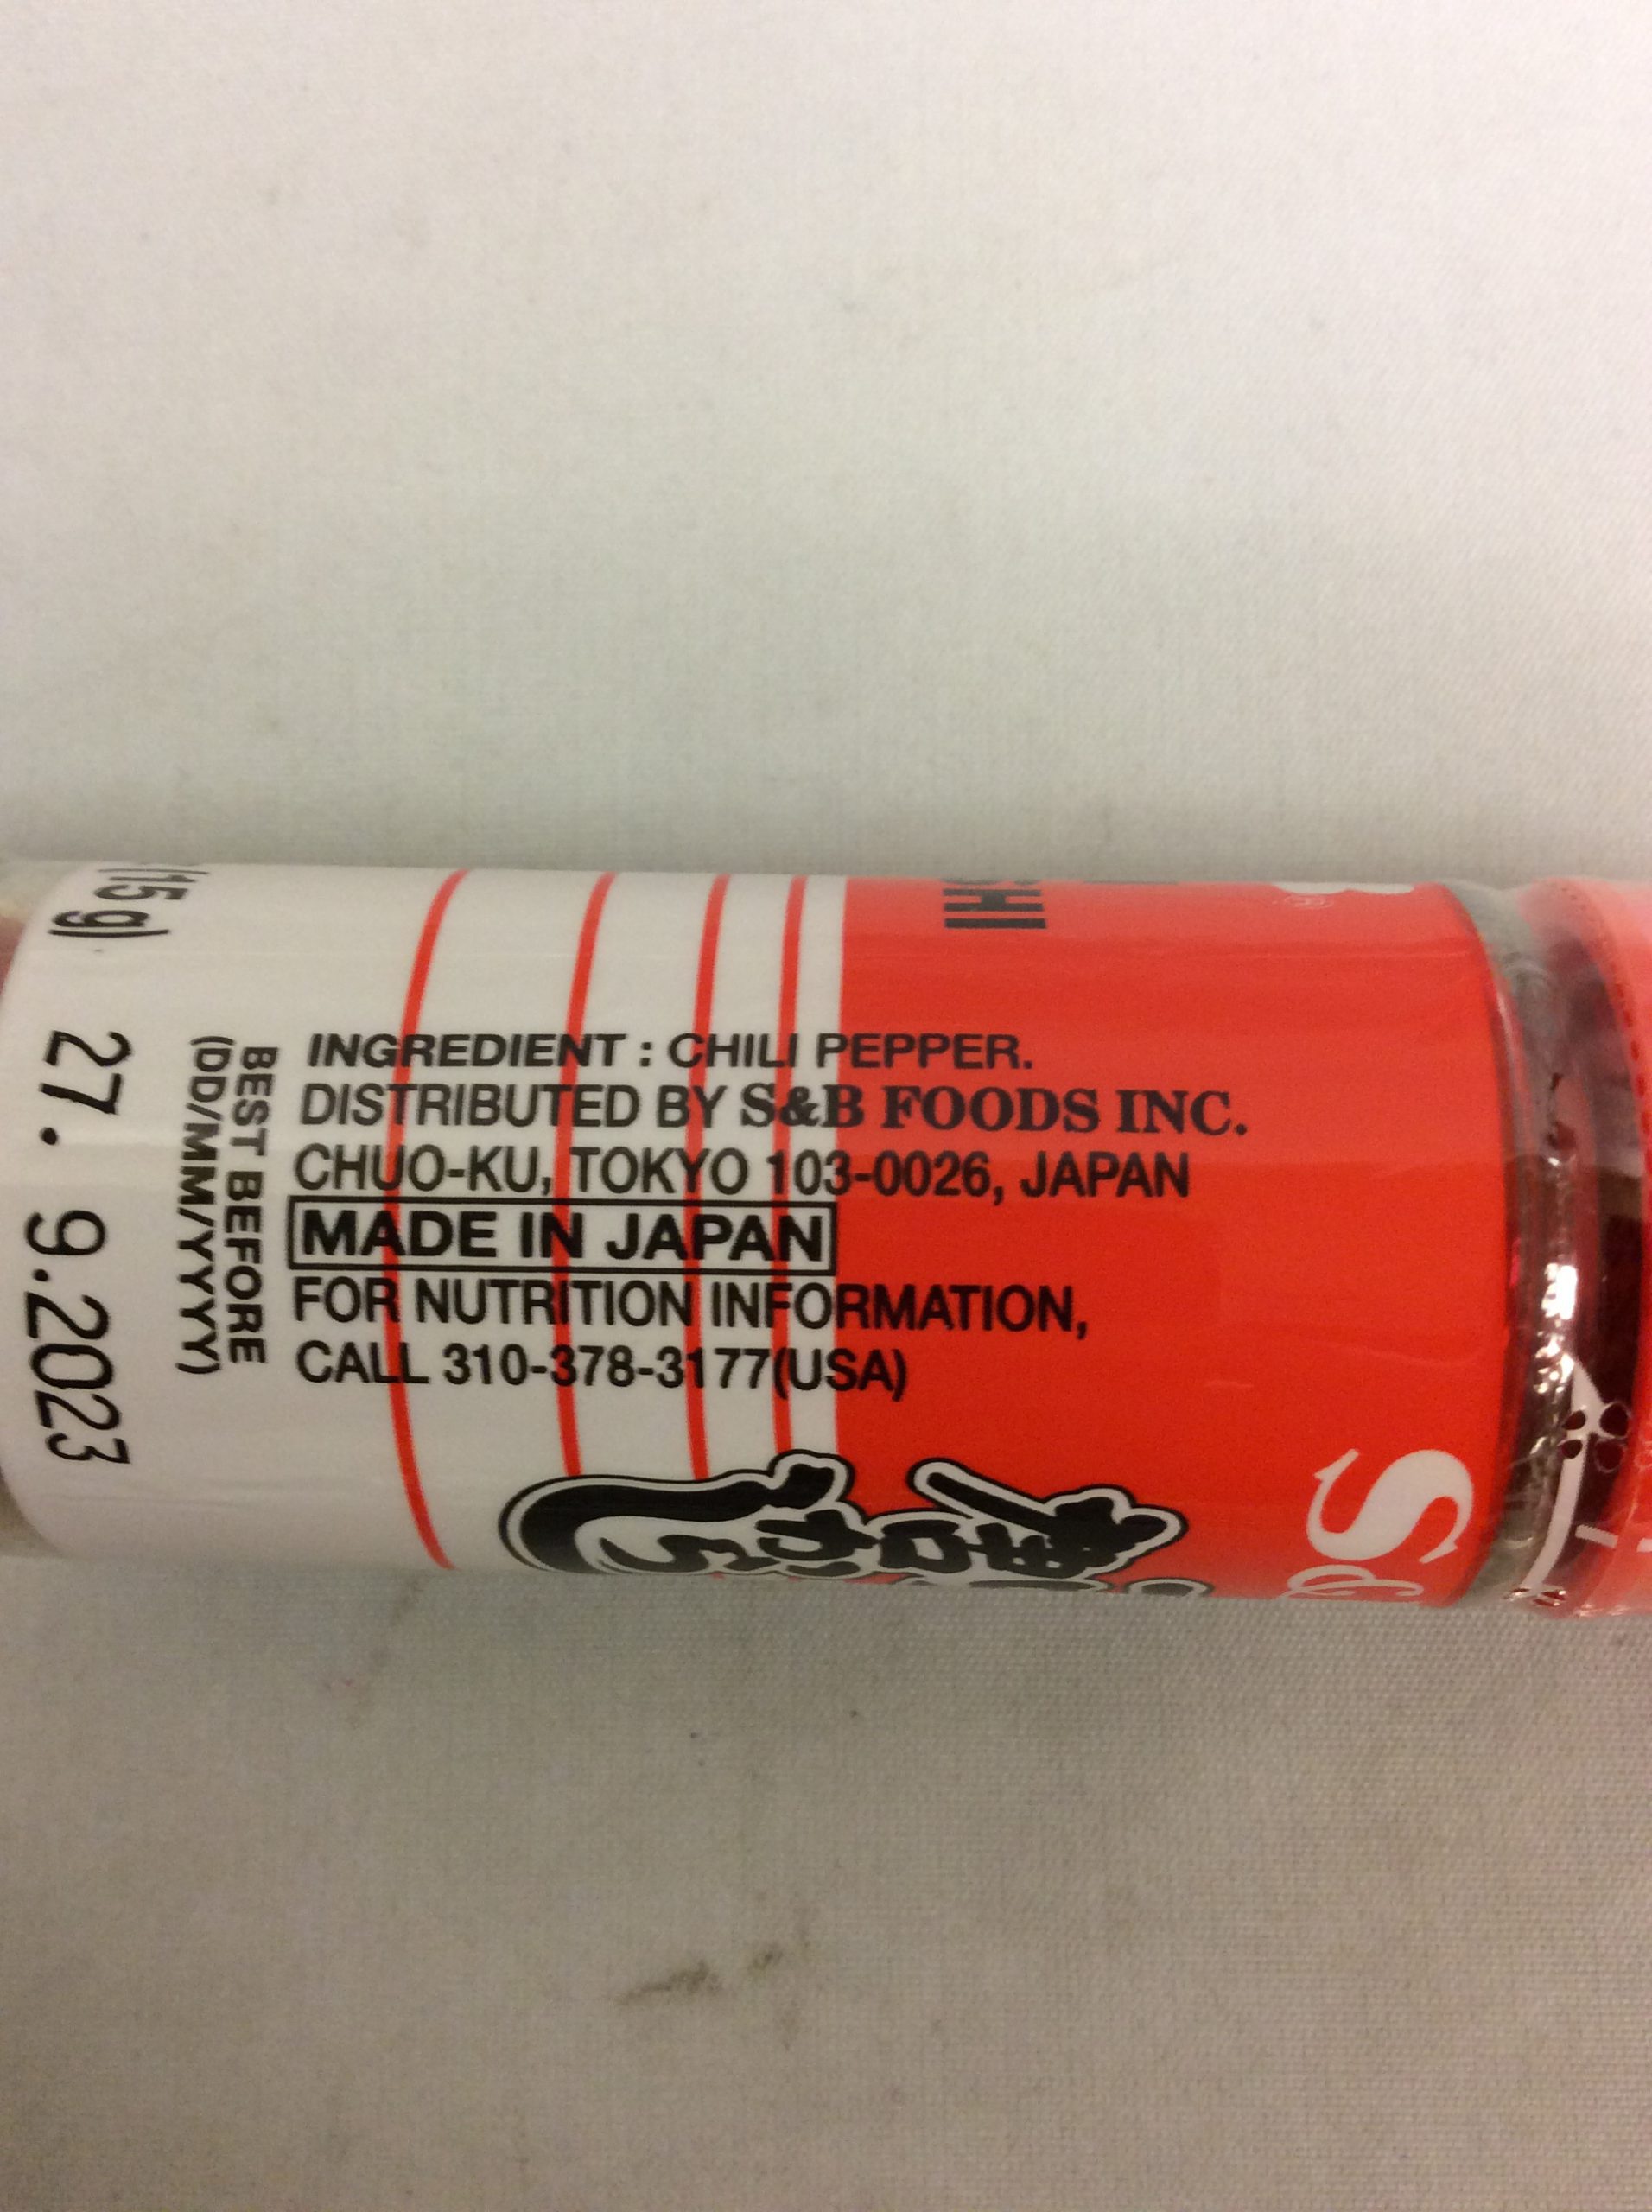 INGREDIENT : CHILI PEPPER.
DISTRIBUTED BY S&B FOODS INC.
CHUO-KU, TOKYO 103-0026, JAPAN
MADE IN JAPAN
FOR NUTRITION INFORMATION,
CALL 310-378-3177(USA)
BEST BEFORE
(DD/MM/YYYY)
27. 9.2023
(15 g)
S&